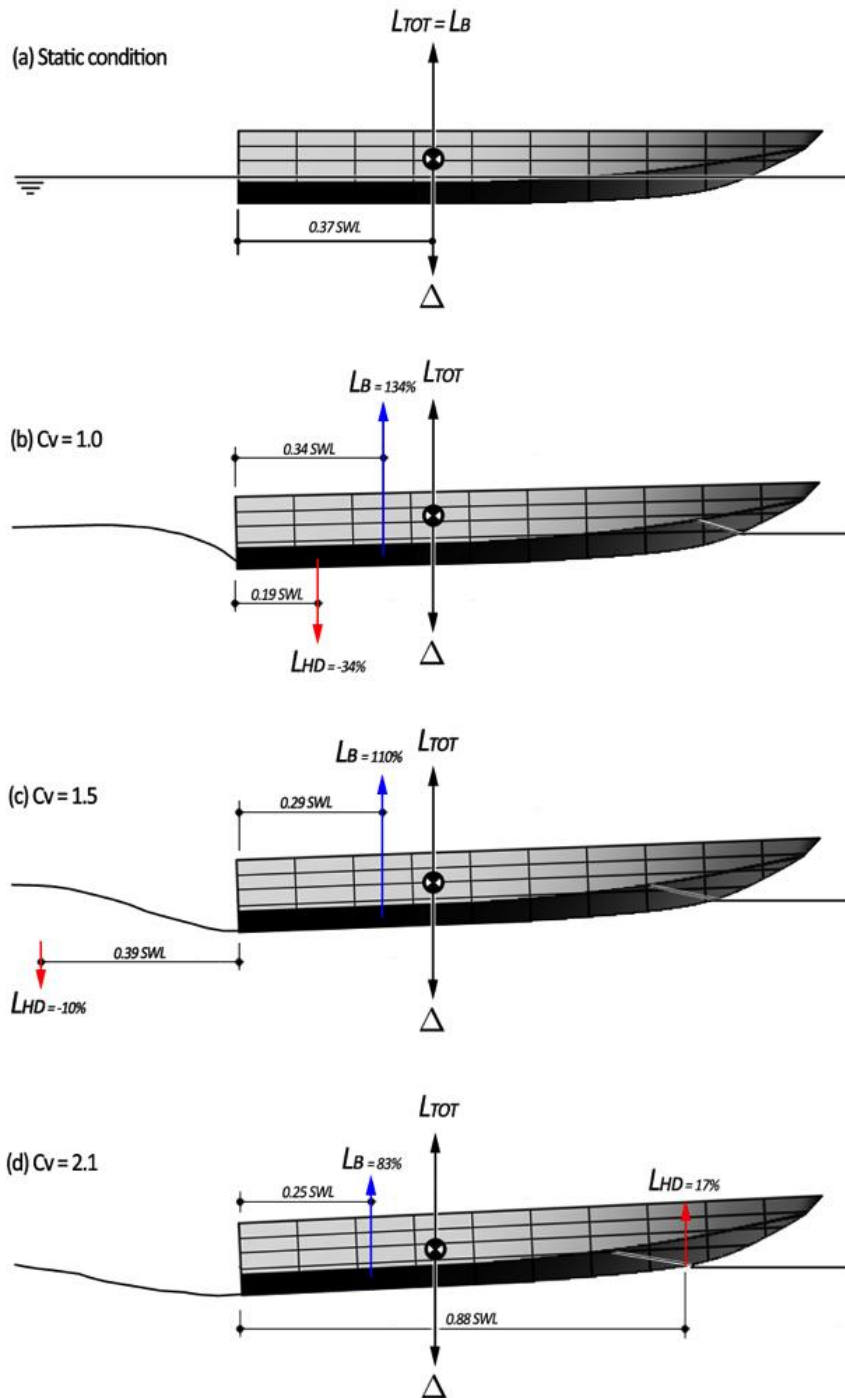 LTOT = LB
(a) Static condition
0.37 SWL
Δ
LB = 134%
LTOT
(b) Cv = 1.0
0.34 SWL
0.19 SWL
LHD = -34%
Δ
LB = 110%
LTOT
(c) Cv = 1.5
0.29 SWL
0.39 SWL
LHD = -10%
Δ
LTOT
(d) Cv = 2.1
LB = 83%
0.25 SWL
LHD = 17%
0.88 SWL
Δ